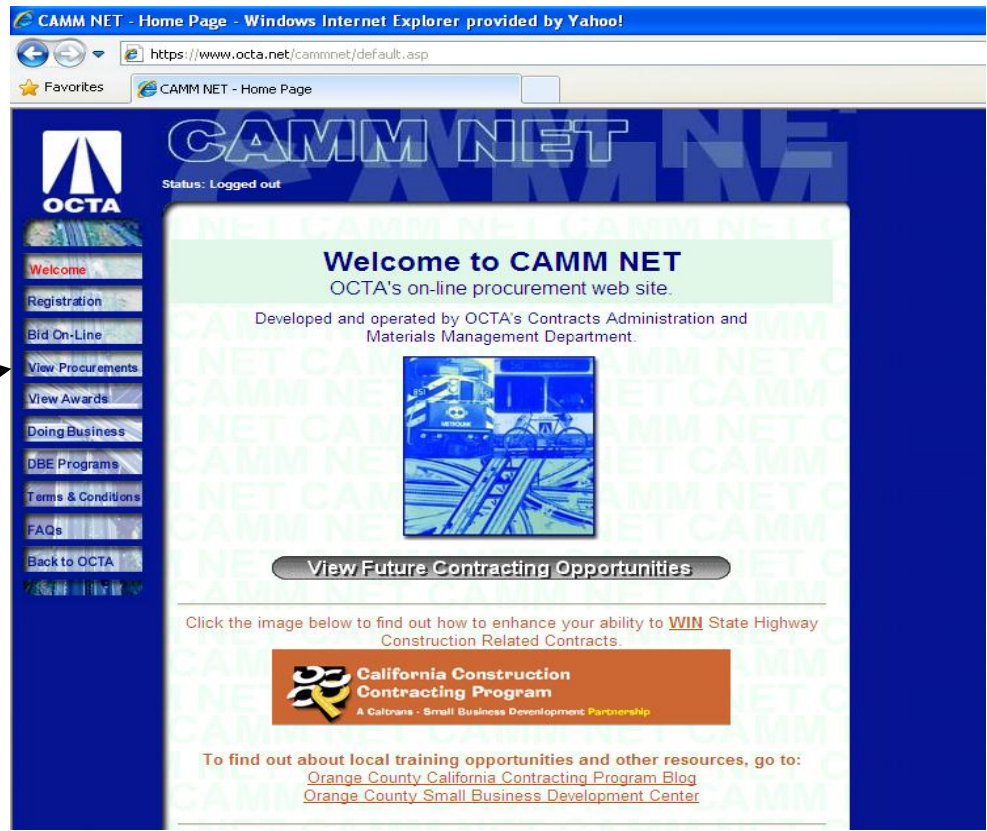 CAMM NET - Home Page - Windows Internet Explorer provided by Yahoo!
https://www.octa.net/cammnet/default.asp
Favorites
CAMM NET - Home Page
CAMM NET
Status: Logged out
OCTA
Welcome
Registration
Bid On-Line
View Procurements
View Awards
Doing Business
DBE Programs
Terms & Conditions
FAQs
Back to OCTA
Welcome to CAMM NET
OCTA's on-line procurement web site.
Developed and operated by OCTA's Contracts Administration and
Materials Management Department.
851
METROLINK
View Future Contracting Opportunities
Click the image below to find out how to enhance your ability to WIN State Highway
Construction Related Contracts.
California Construction
Contracting Program
A Caltrans - Small Business Devenlopment Partnership
To find out about local training opportunities and other resources, go to:
Orange County California Contracting Program Blog
Orange County Small Business Development Center